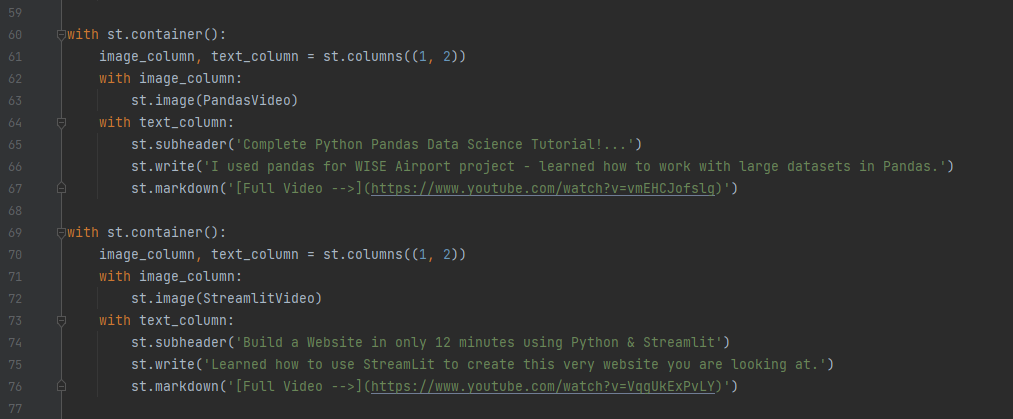 59
60 with st.container():
61 image_column, text_column = st.columns((1, 2))
62 with image_column:
63 st.image(PandasVideo)
64 with text_column:
65 st.subheader('Complete Python Pandas Data Science Tutorial!...')
66 st.write('I used pandas for WISE Airport project - learned how to work with large datasets in Pandas.')
67 st.markdown('[Full Video -->](https://www.youtube.com/watch?v=vmEHCJofslg)')
68
69 with st.container():
70 image_column, text_column = st.columns((1, 2))
71 with image_column:
72 st.image(StreamlitVideo)
73 with text_column:
74 st.subheader('Build a Website in only 12 minutes using Python & Streamlit')
75 st.write('Learned how to use StreamLit to create this very website you are looking at.')
76 st.markdown('[Full Video -->](https://www.youtube.com/watch?v=VqgUkExPvLY)')
77